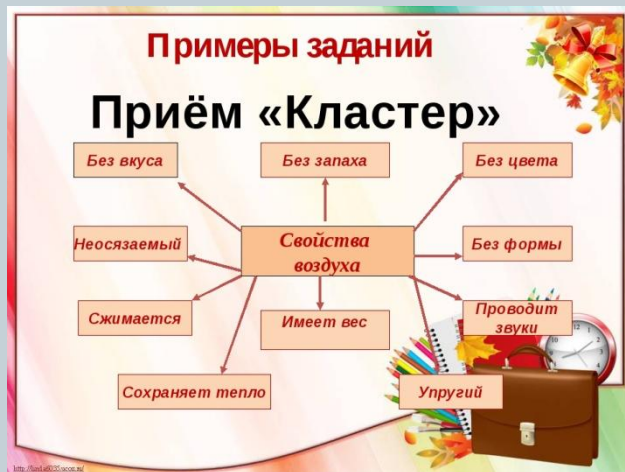 Примеры заданий
Приём «Кластер»
Без вкуса
Без запаха
Без цвета
Неосязаемый
Свойства
воздуха
Без формы
Сжимается
Имеет вес
Проводит
звуки
Сохраняет тепло
Упругий